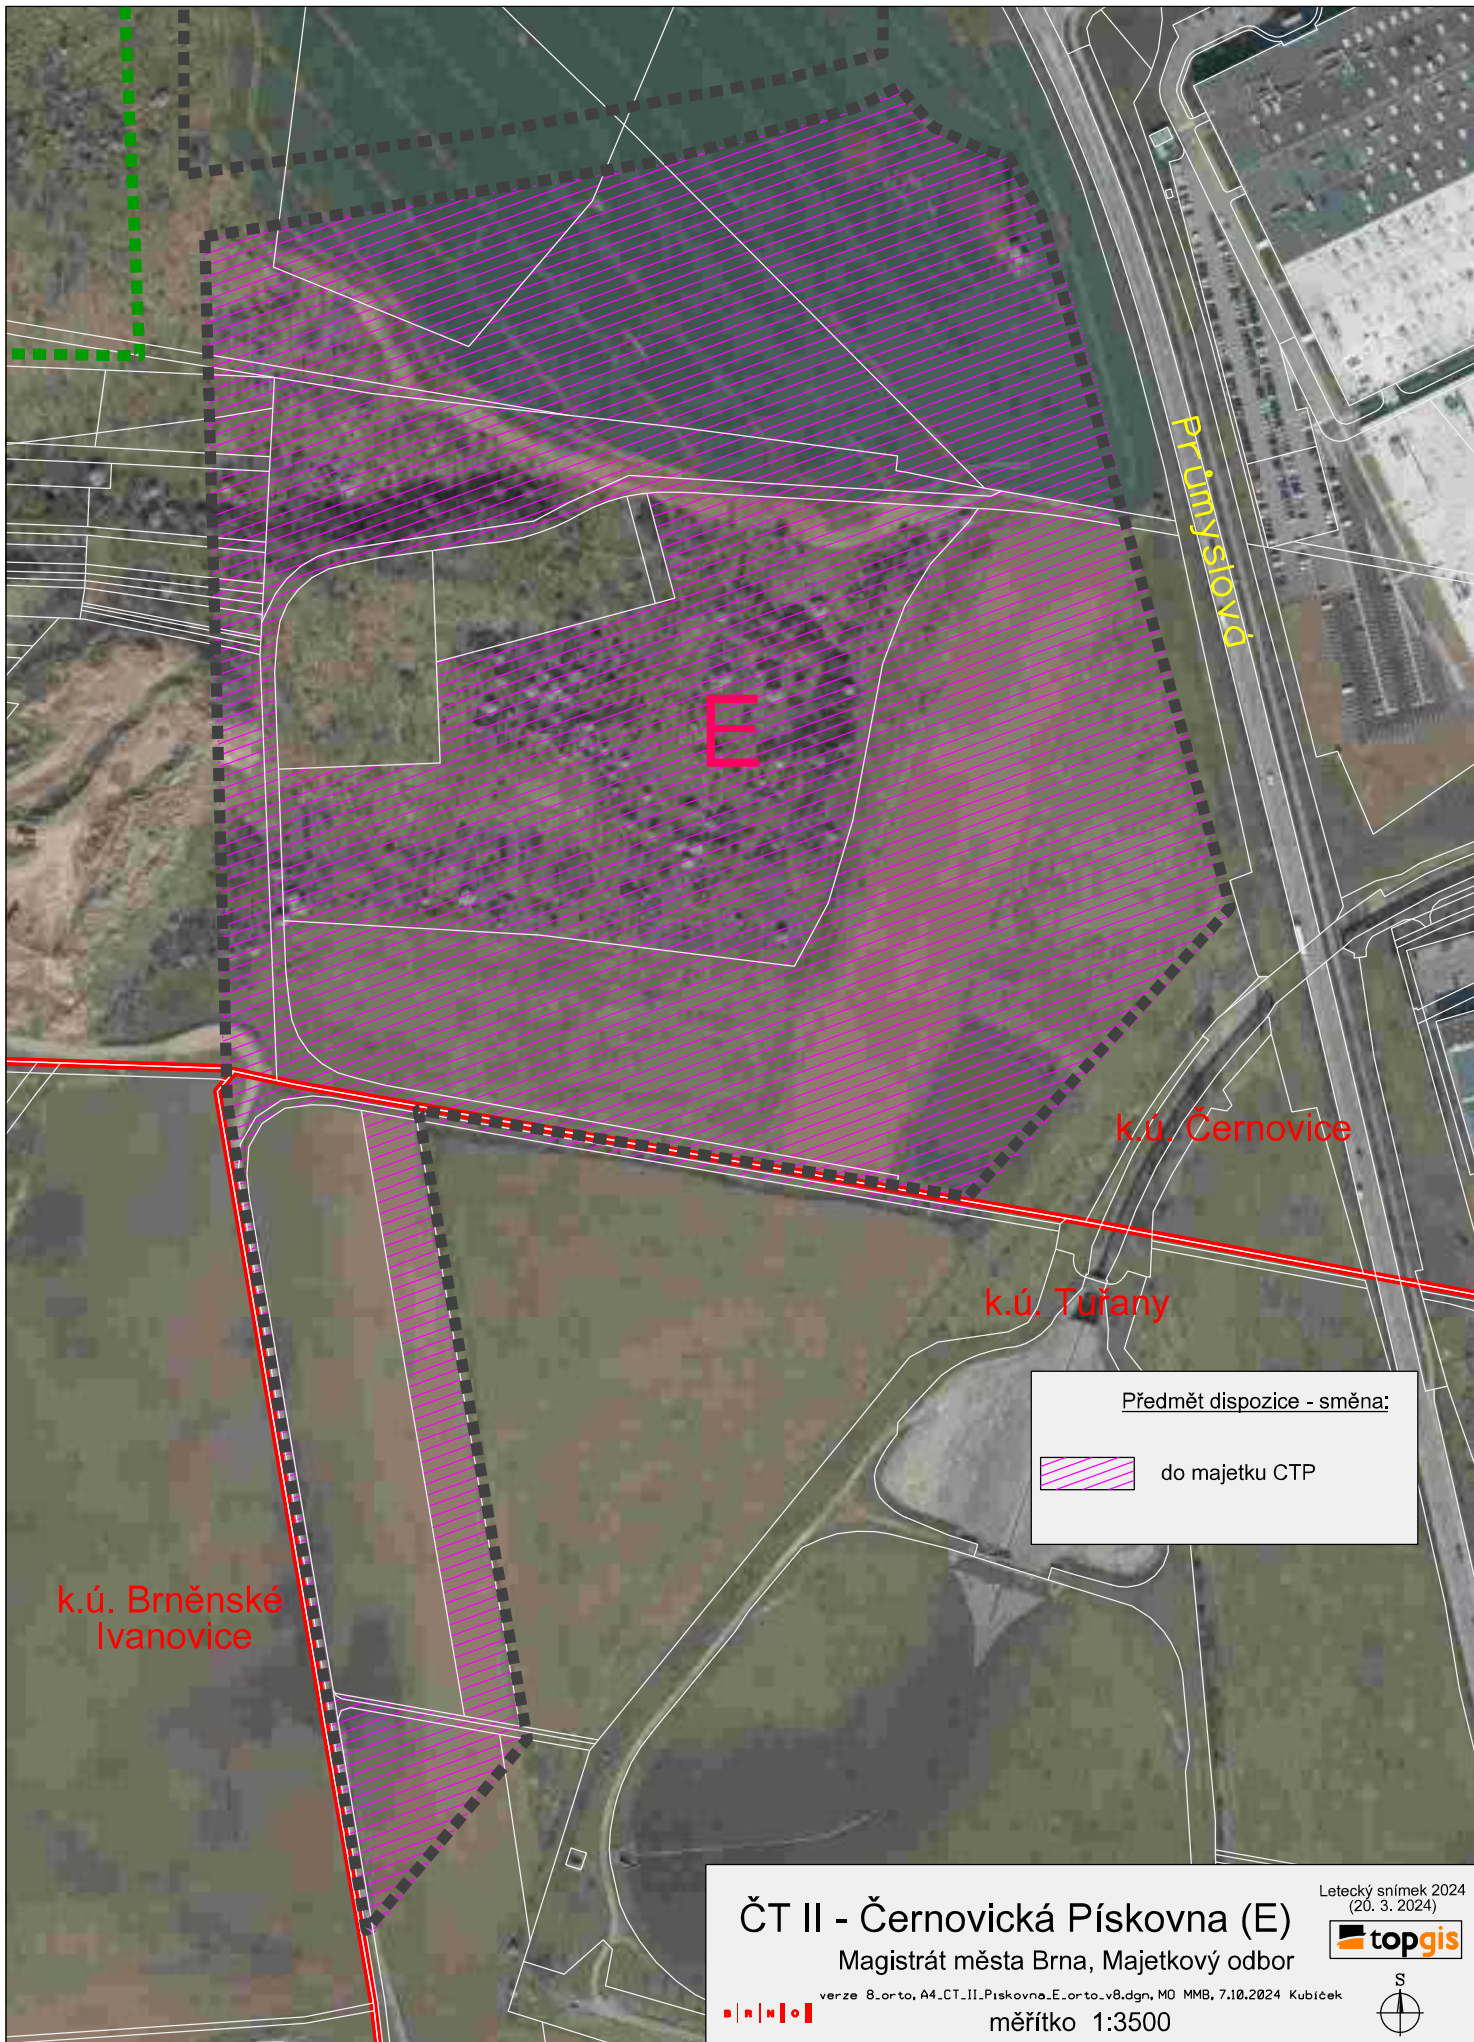 Průmyslová
E
k.ú. Černovice
k.ú. Tuřany
Předmět dispozice - směna:
do majetku CTP
k.ú. Brněnské
Ivanovice
ČT II - Černovická Pískovna (E)
Letecký snímek 2024
(20. 3. 2024)
topgis
Magistrát města Brna, Majetkový odbor
S
verze 8_orto, A4_CT_II_Piskovna_E_orto_v8.dgn, MO MMB, 7.10.2024 Kubíček
BRNO
měřítko 1:3500